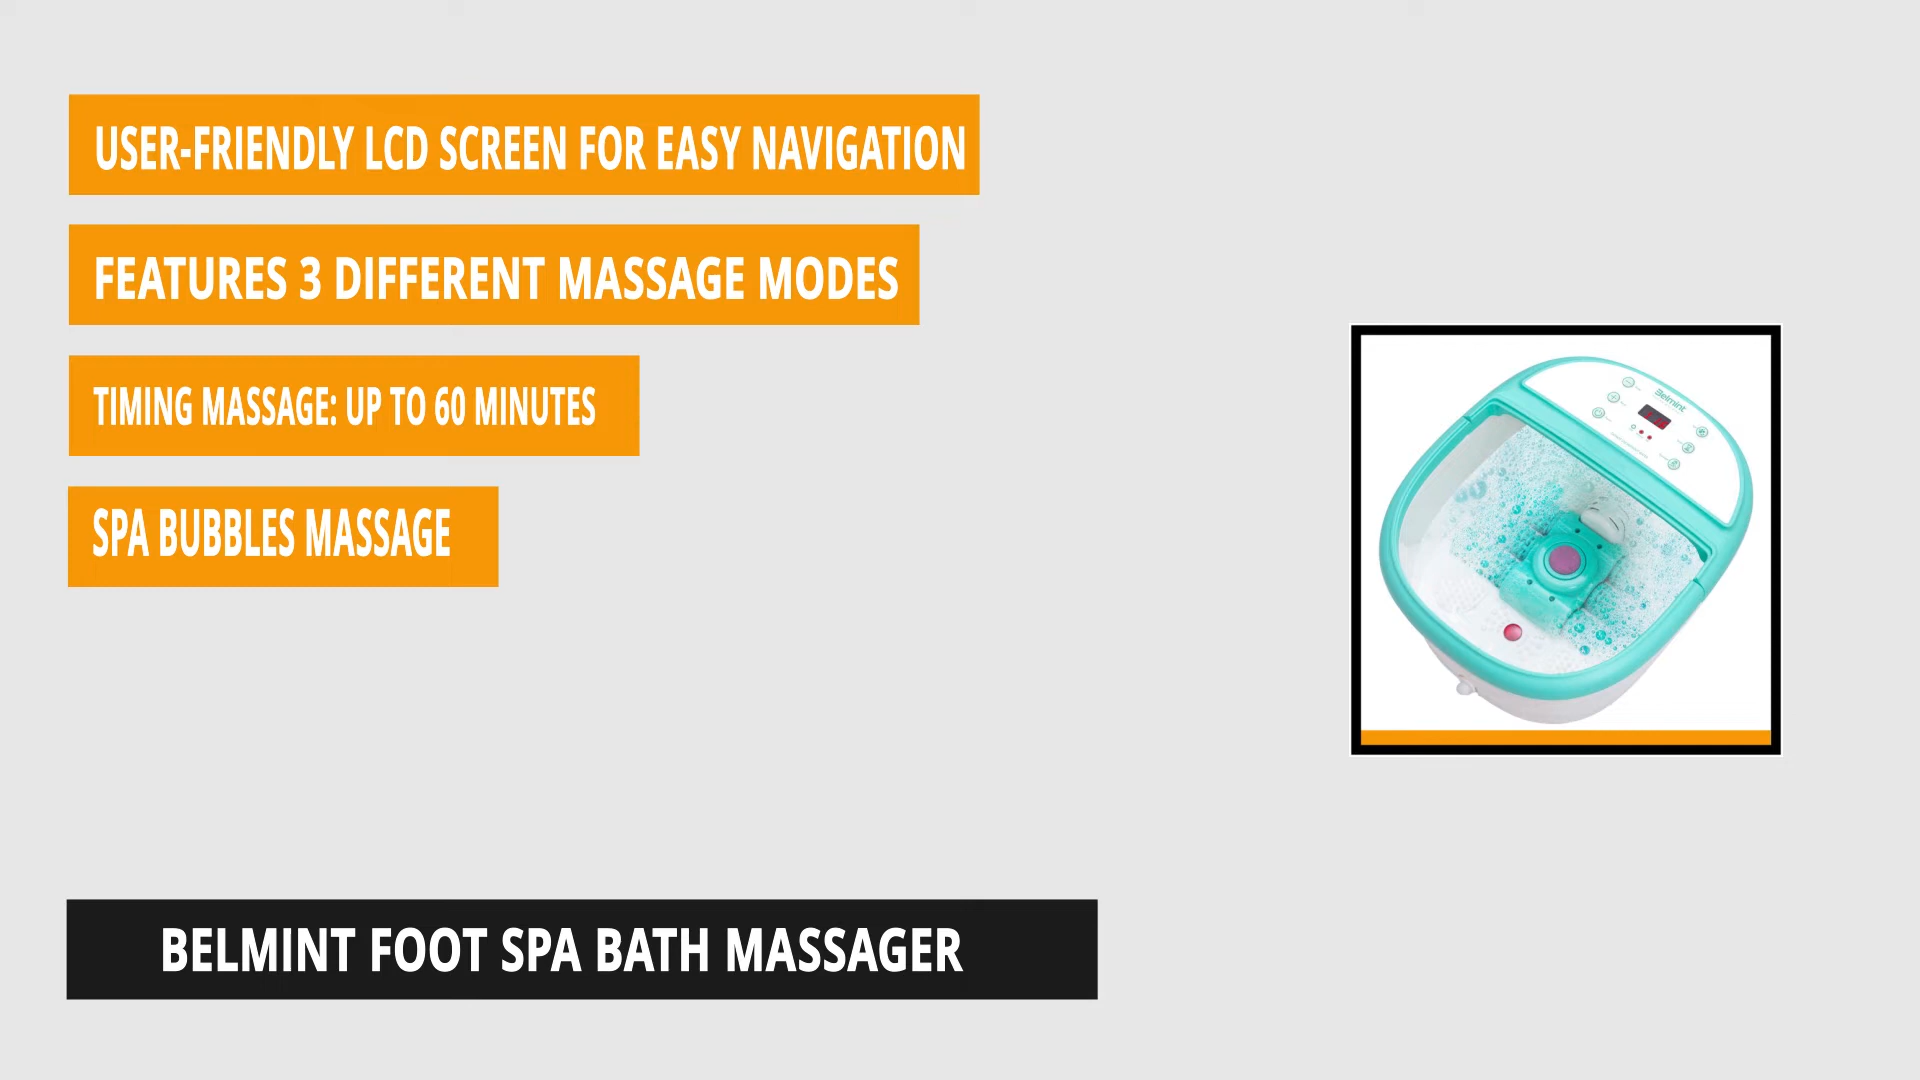 USER-FRIENDLY LCD SCREEN FOR EASY NAVIGATION
FEATURES 3 DIFFERENT MASSAGE MODES
TIMING MASSAGE: UP TO 60 MINUTES
SPA BUBBLES MASSAGE
Belmint
BELMINT FOOT SPA BATH MASSAGER